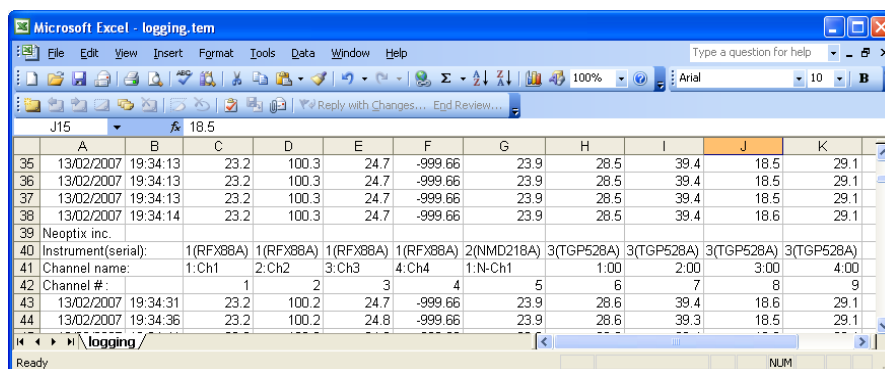 Microsoft Excel - logging.tem
File Edit View Insert Format Tools Data Window Help Type a question for help
100% Arial 10 B
Reply with Changes... End Review...
J15 fx 18.5
A B C D E F G H I J K
35 13/02/2007 19:34:13 23.2 100.3 24.7 -999.66 23.9 28.5 39.4 18.5 29.1
36 13/02/2007 19:34:13 23.2 100.3 24.7 -999.66 23.9 28.5 39.4 18.5 29.1
37 13/02/2007 19:34:13 23.2 100.3 24.7 -999.66 23.9 28.5 39.4 18.5 29.1
38 13/02/2007 19:34:14 23.2 100.3 24.7 -999.66 23.9 28.5 39.4 18.6 29.1
39 Neoptix inc.
40 Instrument(serial): 1(RFX88A) 1(RFX88A) 1(RFX88A) 1(RFX88A) 2(NMD218A) 3(TGP528A) 3(TGP528A) 3(TGP528A) 3(TGP528A)
41 Channel name: 1:Ch1 2:Ch2 3:Ch3 4:Ch4 1:N-Ch1 1:00 2:00 3:00 4:00
42 Channel #: 1 2 3 4 5 6 7 8 9
43 13/02/2007 19:34:31 23.2 100.2 24.7 -999.66 23.9 28.6 39.4 18.6 29.1
44 13/02/2007 19:34:36 23.2 100.2 24.8 -999.66 23.9 28.6 39.3 18.5 29.1
logging
Ready NUM